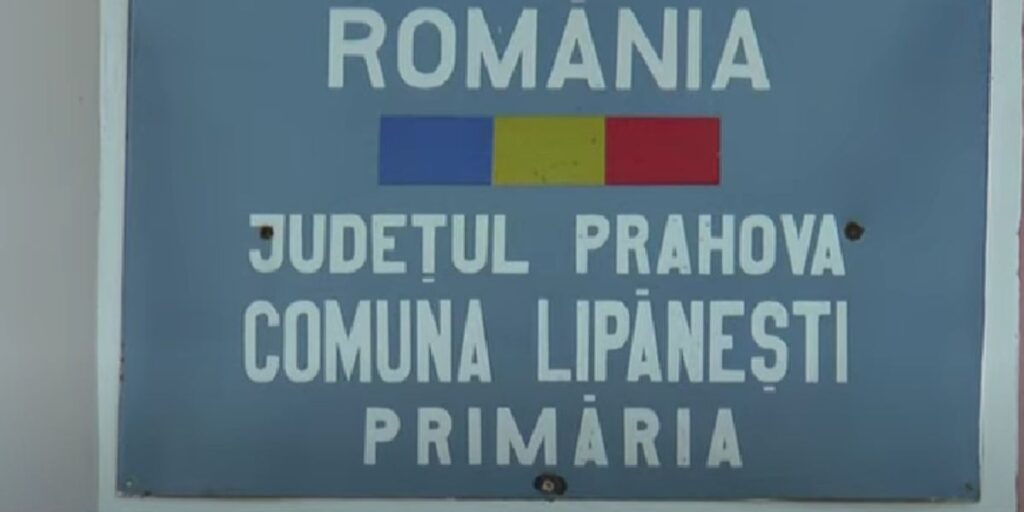 ROMÂNIA
JUDEȚUL PRAHOVA
COMUNA LIPĂNEȘTI
PRIMĂRIA